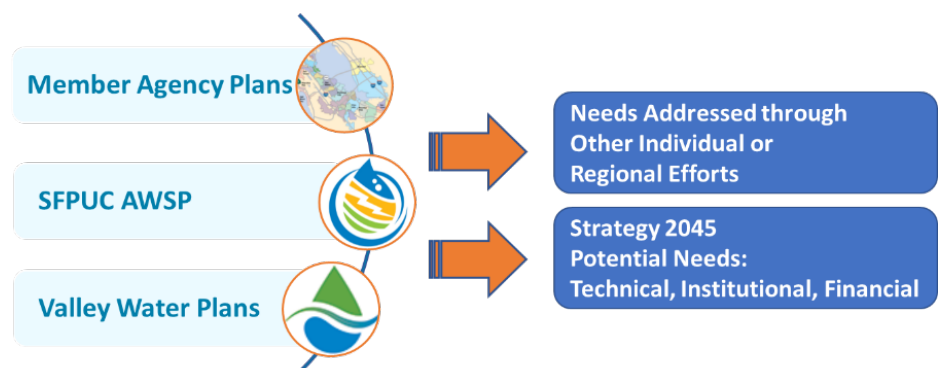 Member Agency Plans
SFPUC AWSP
Valley Water Plans
Needs Addressed through
Other Individual or
Regional Efforts
Strategy 2045
Potential Needs:
Technical, Institutional, Financial